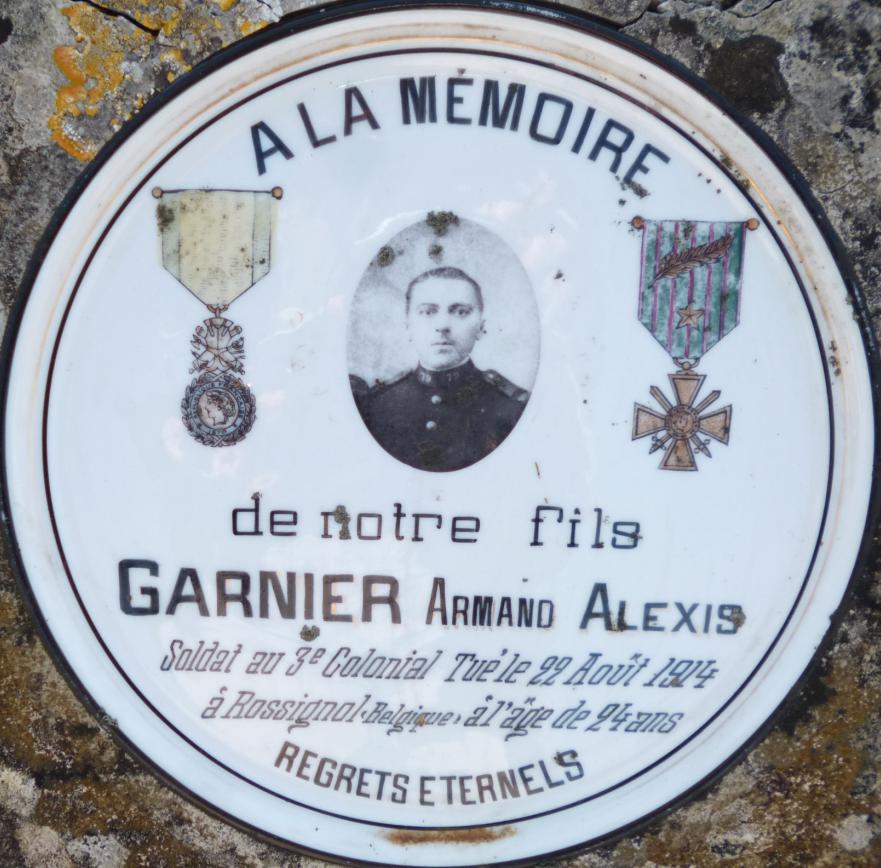 A LA MÉMOIRE
de notre fils
GARNIER ARMAND ALEXIS
Soldat au 3e Colonial Tué le 22 Août 1914
à Rossignol (Belgique) à l'âge de 24 ans
REGRETS ETERNELS